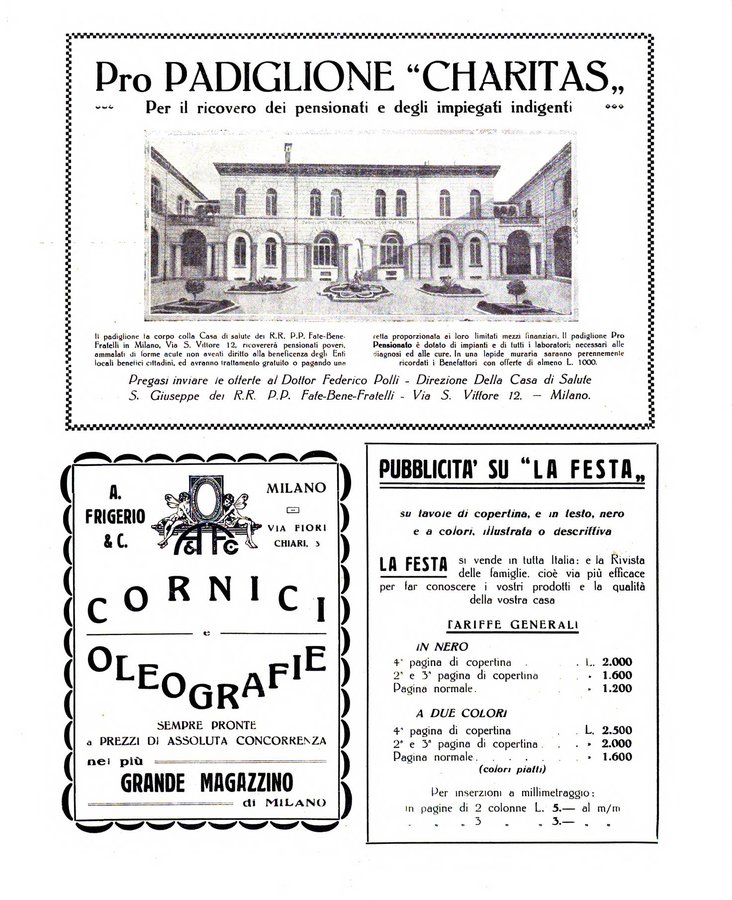 Pro PADIGLIONE “CHARITAS„
Per il ricovero dei pensionati e degli impiegati indigenti
Il padiglione fa corpo colla Casa di salute dei R.R. P.P. Fate-Bene-
Fratelli in Milano, Via S. Vittore 12, ricovererà pensionati poveri,
ammalati di forme acute non aventi diritto alla beneficenza degli Enti
locali benefici cittadini, ed avranno trattamento gratuito o pagando una
retta proporzionata ai loro limitati mezzi finanziari. Il padiglione Pro
Pensionato è dotato di impianti e di tutti i laboratori; necessari alle
diagnosi ed alle cure. In una lapide muraria saranno perennemente
ricordati i Benefattori con offerte di almeno L. 1000.
Pregasi inviare le offerte al Dottor Federico Polli - Direzione Della Casa di Salute
S. Giuseppe dei R.R. P.P. Fate-Bene-Fratelli - Via S. Vittore 12. — Milano.
A.
FRIGERIO
& C.
MILANO
VIA FIORI
CHIARI, 3
CORNICI
e
OLEOGRAFIE
SEMPRE PRONTE
a PREZZI DI ASSOLUTA CONCORRENZA
nel più
GRANDE MAGAZZINO
di MILANO
PUBBLICITA' SU “LA FESTA„
su tavole di copertina, e in testo, nero
e a colori, illustrata o descrittiva
LA FESTA si vende in tutta Italia: e la Rivista
delle famiglie. cioè via più efficace
per far conoscere i vostri prodotti e la qualità
della vostra casa
TARIFFE GENERALI
IN NERO
4ª pagina di copertina . . L. 2.000
2ª e 3ª pagina di copertina . » 1.600
Pagina normale. . » 1.200
A DUE COLORI
4ª pagina di copertina . L. 2.500
2ª e 3ª pagina di copertina . . . » 2.000
Pagina normale. . . . . . » 1.600
(colori piatti)
Per inserzioni a millimetraggio:
in pagine di 2 colonne L. 5.— al m/m
„ „ 3 „ „ 3.— „ „